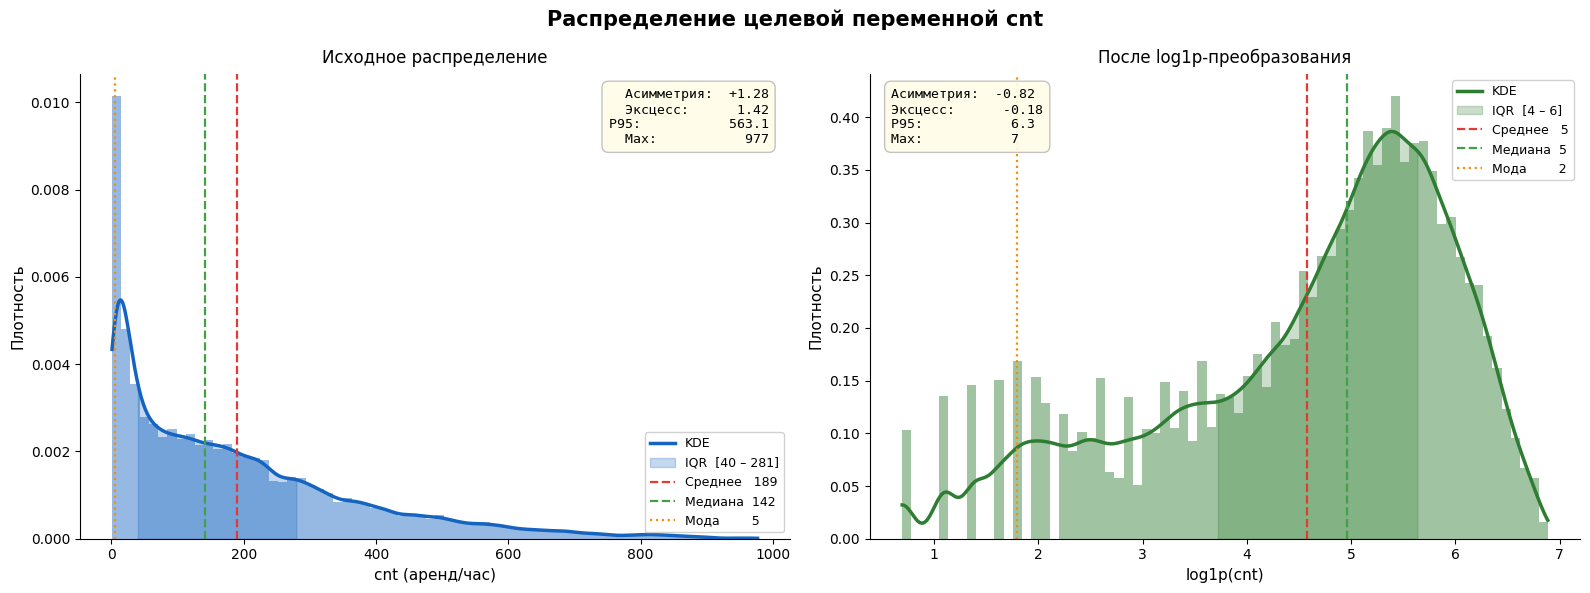 Распределение целевой переменной cnt
Исходное распределение
Плотность
0.010
0.008
0.006
0.004
0.002
0.000
Асимметрия: +1.28
Эксцесс: 1.42
P95: 563.1
Max: 977
KDE
IQR [40 – 281]
Среднее 189
Медиана 142
Мода 5
0 200 400 600 800 1000
cnt (аренд/час)
После log1p-преобразования
Плотность
0.40
0.35
0.30
0.25
0.20
0.15
0.10
0.05
0.00
Асимметрия: -0.82
Эксцесс: -0.18
P95: 6.3
Max: 7
KDE
IQR [4 – 6]
Среднее 5
Медиана 5
Мода 2
1 2 3 4 5 6 7
log1p(cnt)